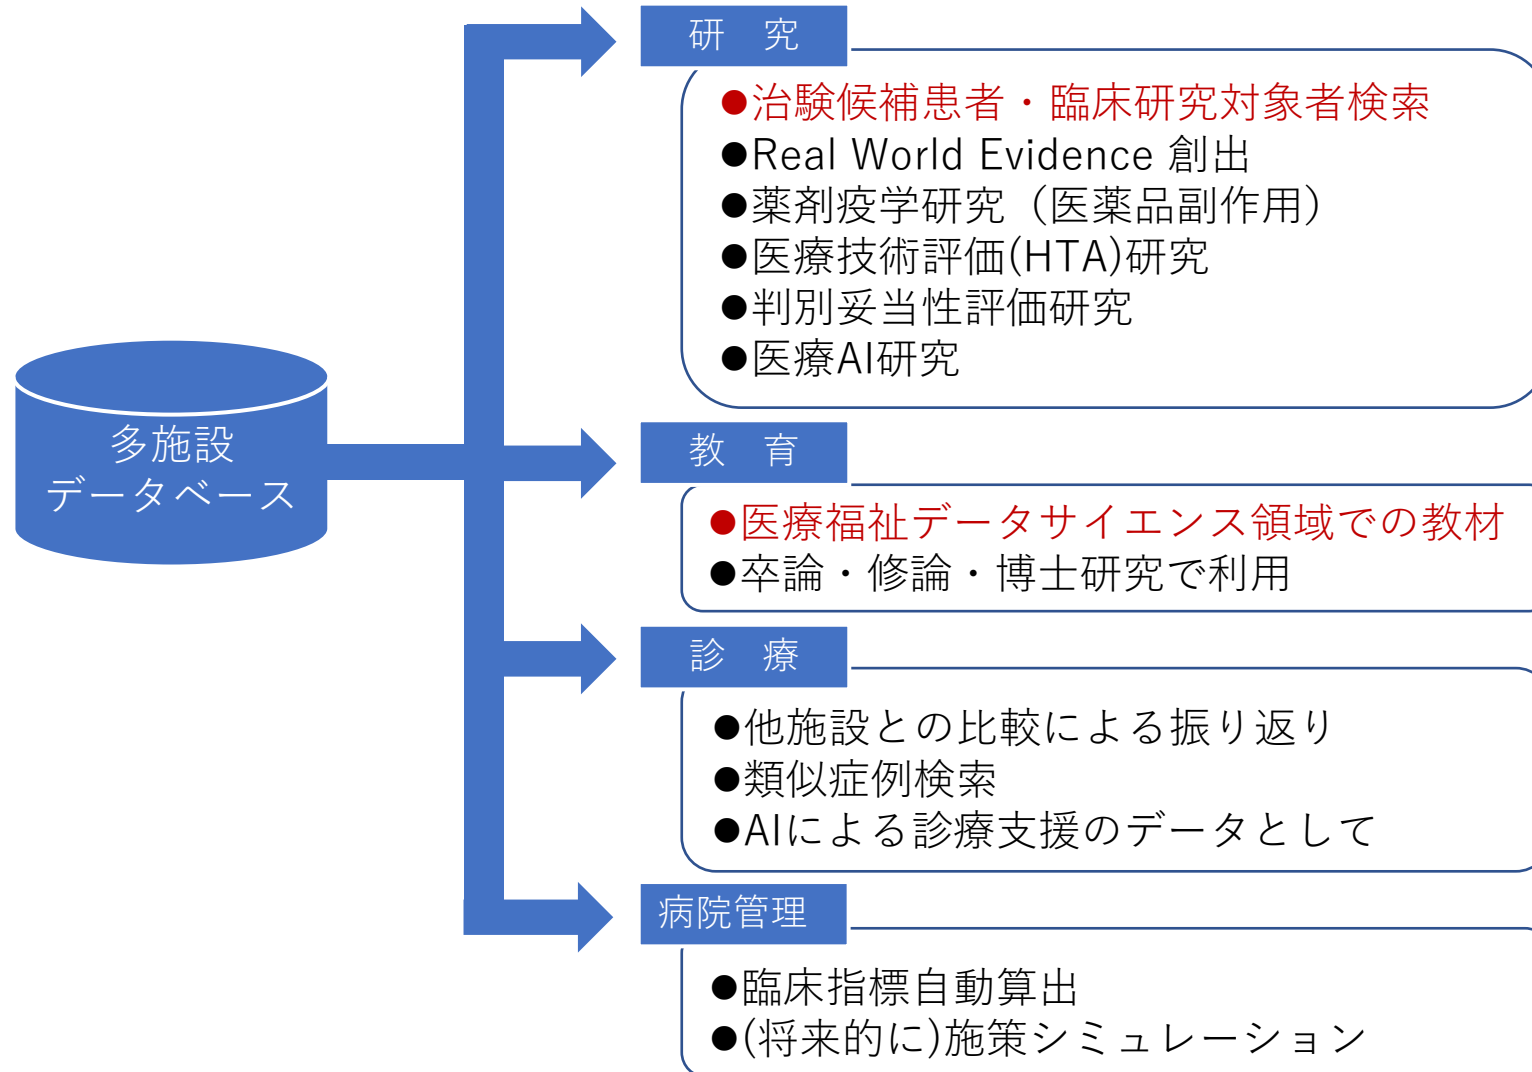 研　究
●治験候補患者・臨床研究対象者検索
●Real World Evidence 創出
●薬剤疫学研究（医薬品副作用）
●医療技術評価(HTA)研究
●判別妥当性評価研究
●医療AI研究
多施設
データベース
教　育
●医療福祉データサイエンス領域での教材
●卒論・修論・博士研究で利用
診　療
●他施設との比較による振り返り
●類似症例検索
●AIによる診療支援のデータとして
病院管理
●臨床指標自動算出
●(将来的に)施策シミュレーション